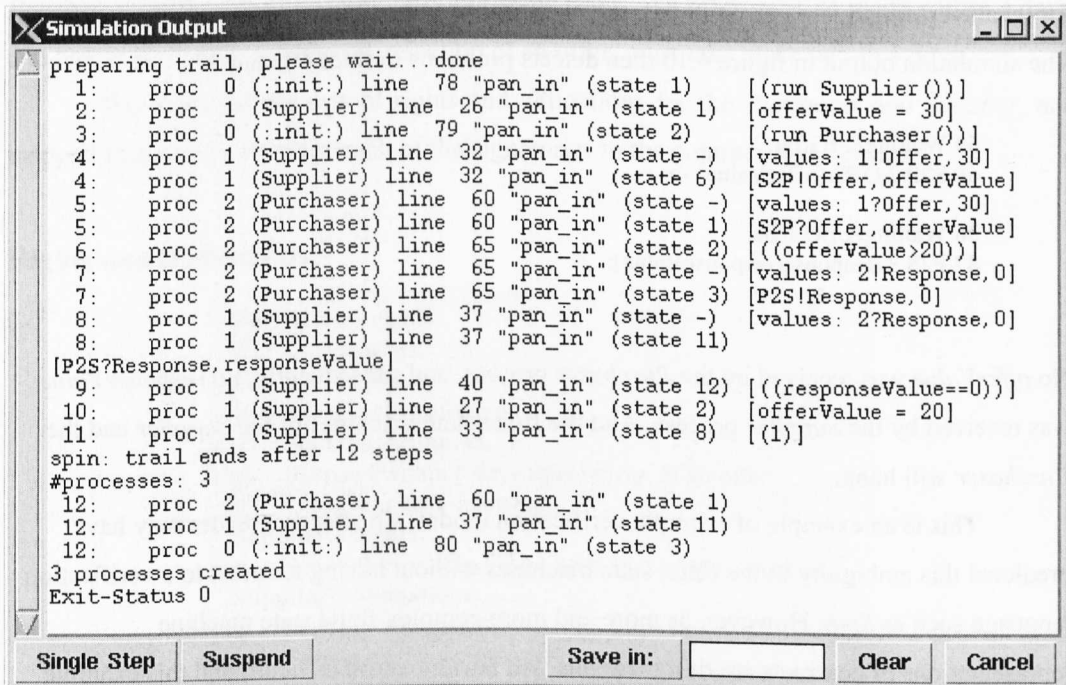 Simulation Output
preparing trail, please wait...done
1: proc 0 (:init:) line 78 "pan_in" (state 1) [(run Supplier())]
2: proc 1 (Supplier) line 26 "pan_in" (state 1) [offerValue = 30]
3: proc 0 (:init:) line 79 "pan_in" (state 2) [(run Purchaser())]
4: proc 1 (Supplier) line 32 "pan_in" (state -) [values: 1!Offer,30]
4: proc 1 (Supplier) line 32 "pan_in" (state 6) [S2P!Offer,offerValue]
5: proc 2 (Purchaser) line 60 "pan_in" (state -) [values: 1?Offer,30]
5: proc 2 (Purchaser) line 60 "pan_in" (state 1) [S2P?Offer,offerValue]
6: proc 2 (Purchaser) line 65 "pan_in" (state 2) [((offerValue>20))]
7: proc 2 (Purchaser) line 65 "pan_in" (state -) [values: 2!Response,0]
7: proc 2 (Purchaser) line 65 "pan_in" (state 3) [P2S!Response,0]
8: proc 1 (Supplier) line 37 "pan_in" (state -) [values: 2?Response,0]
8: proc 1 (Supplier) line 37 "pan_in" (state 11)
[P2S?Response,responseValue]
9: proc 1 (Supplier) line 40 "pan_in" (state 12) [((responseValue==0))]
10: proc 1 (Supplier) line 27 "pan_in" (state 2) [offerValue = 20]
11: proc 1 (Supplier) line 33 "pan_in" (state 8) [(1)]
spin: trail ends after 12 steps
#processes: 3
12: proc 2 (Purchaser) line 60 "pan_in" (state 1)
12: proc 1 (Supplier) line 37 "pan_in" (state 11)
12: proc 0 (:init:) line 80 "pan_in" (state 3)
3 processes created
Exit-Status 0
Single Step Suspend Save in: Clear Cancel